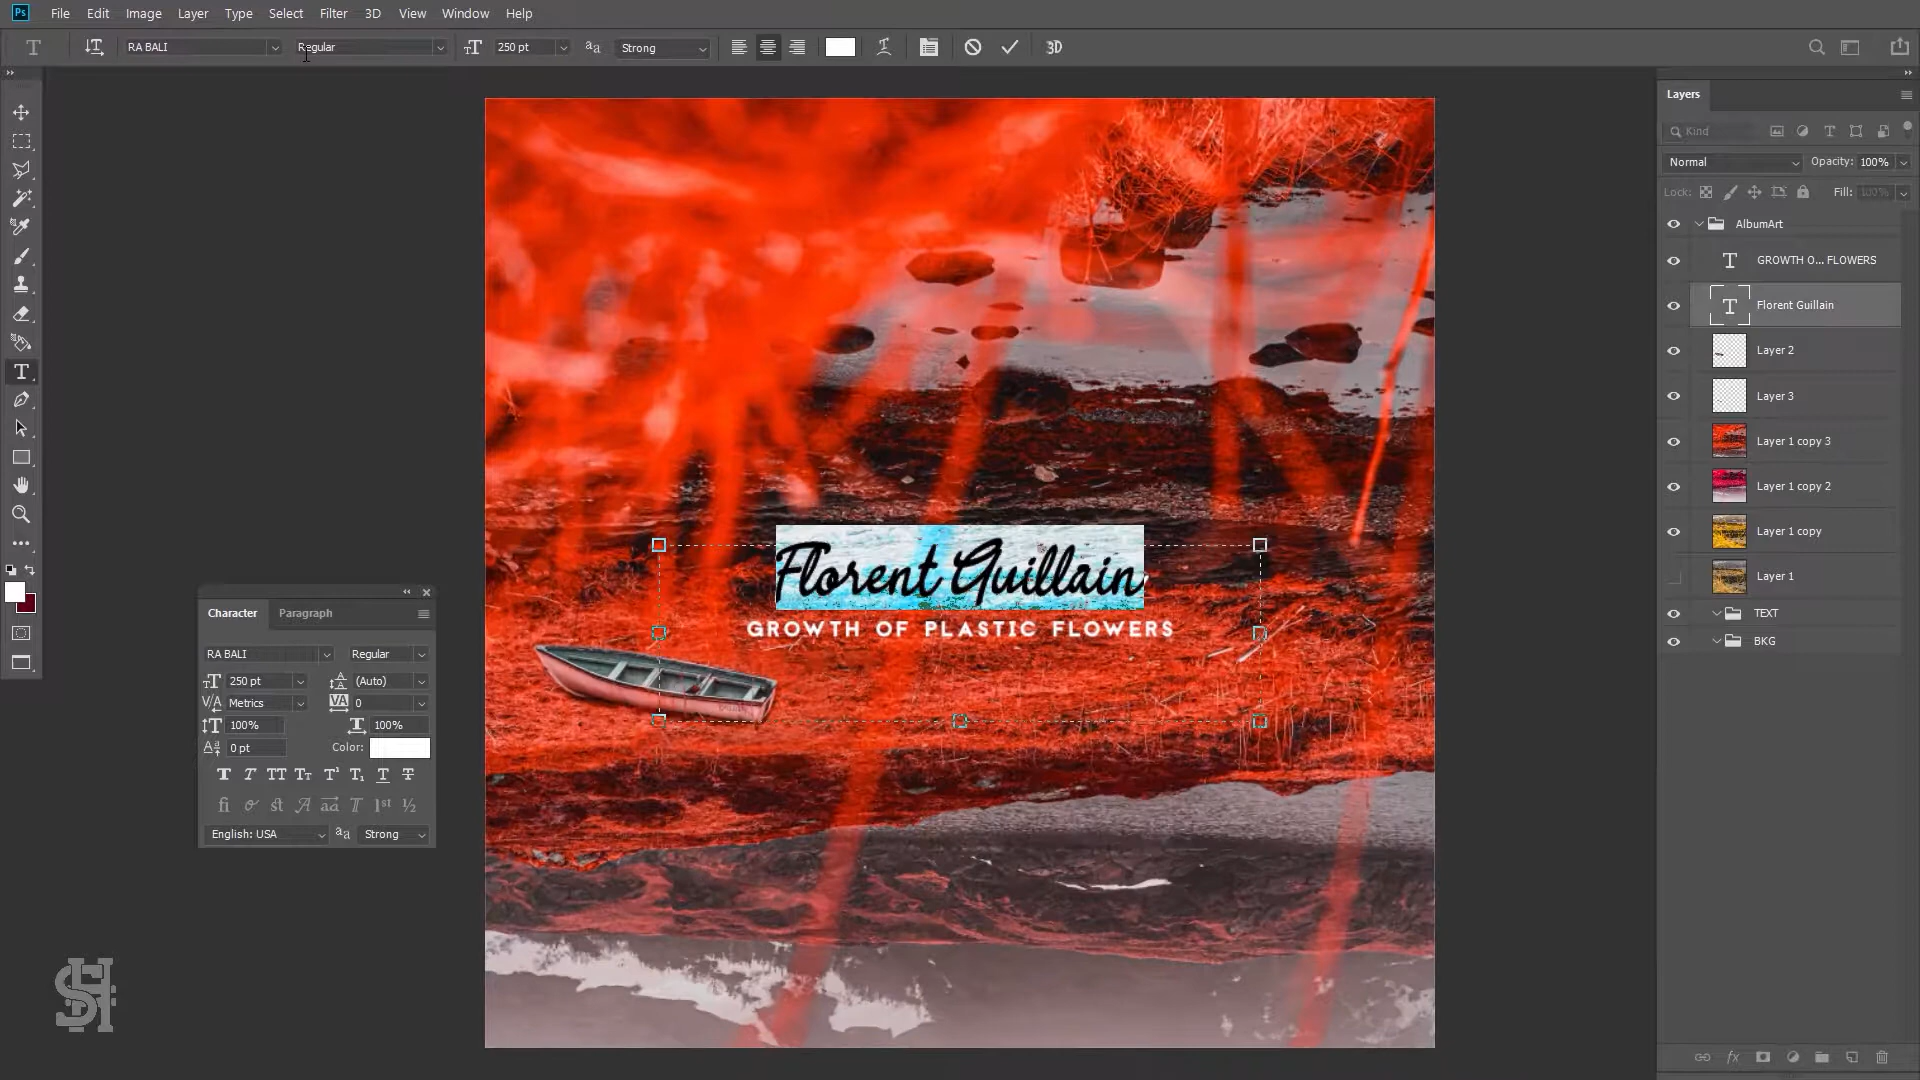 Ps File Edit Image Layer Type Select Filter 3D View Window Help
RA BALI Regular 250 pt Strong 3D
Layers
Kind
Normal Opacity: 100%
Lock: Fill: 100%
AlbumArt
GROWTH O... FLOWERS
Florent Guillain
Layer 2
Layer 3
Layer 1 copy 3
Layer 1 copy 2
Layer 1 copy
Layer 1
TEXT
BKG
Florent Guillain
GROWTH OF PLASTIC FLOWERS
Character Paragraph
RA BALI Regular
250 pt (Auto)
Metrics 0
100% 100%
0 pt Color:
English: USA Strong
SH